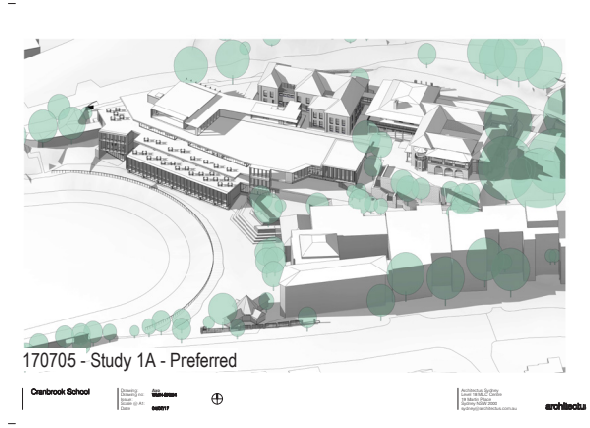 170705 - Study 1A - Preferred
Cranbrook School
Drawing:
Drawing no:
Issue:
Scale @ A1:
Date
Architectus Sydney
Level 18 MLC Centre
19 Martin Place
Sydney NSW 2000
sydney@architectus.com.au
architectus